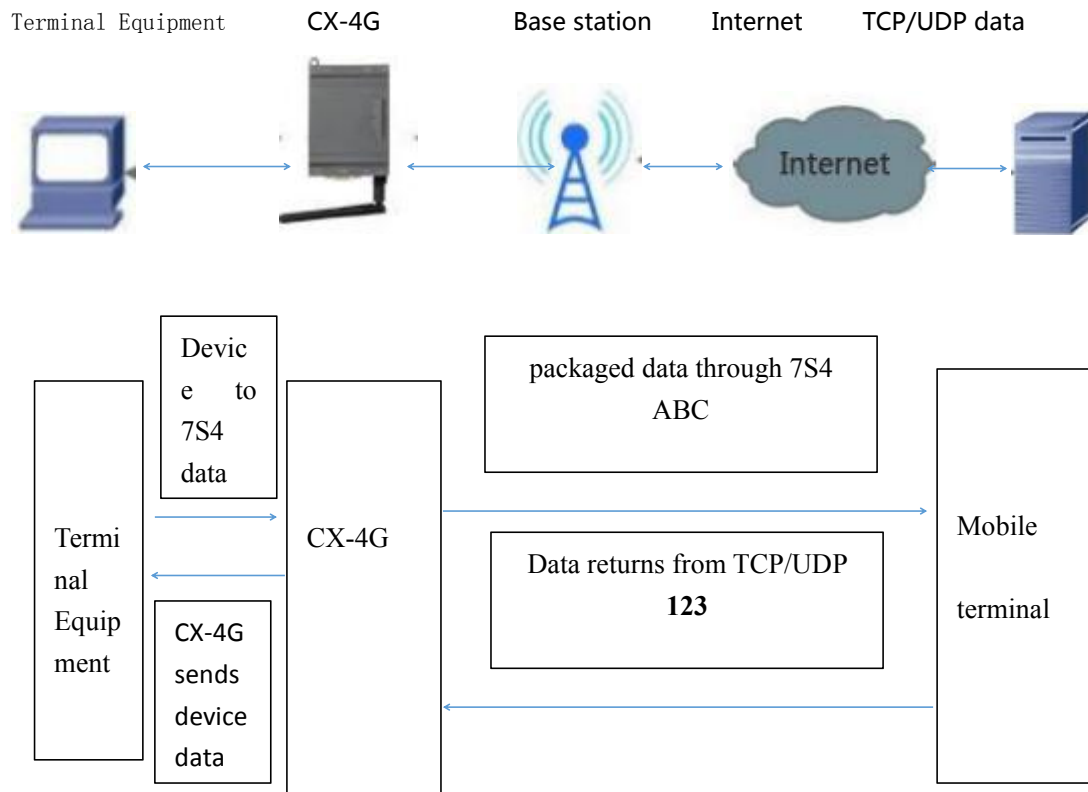 Terminal Equipment CX-4G Base station Internet TCP/UDP data
Internet
Devic
e to
7S4
data
packaged data through 7S4
ABC
Termi
nal
Equip
ment
CX-4G
Mobile
terminal
Data returns from TCP/UDP
123
CX-4G
sends
device
data